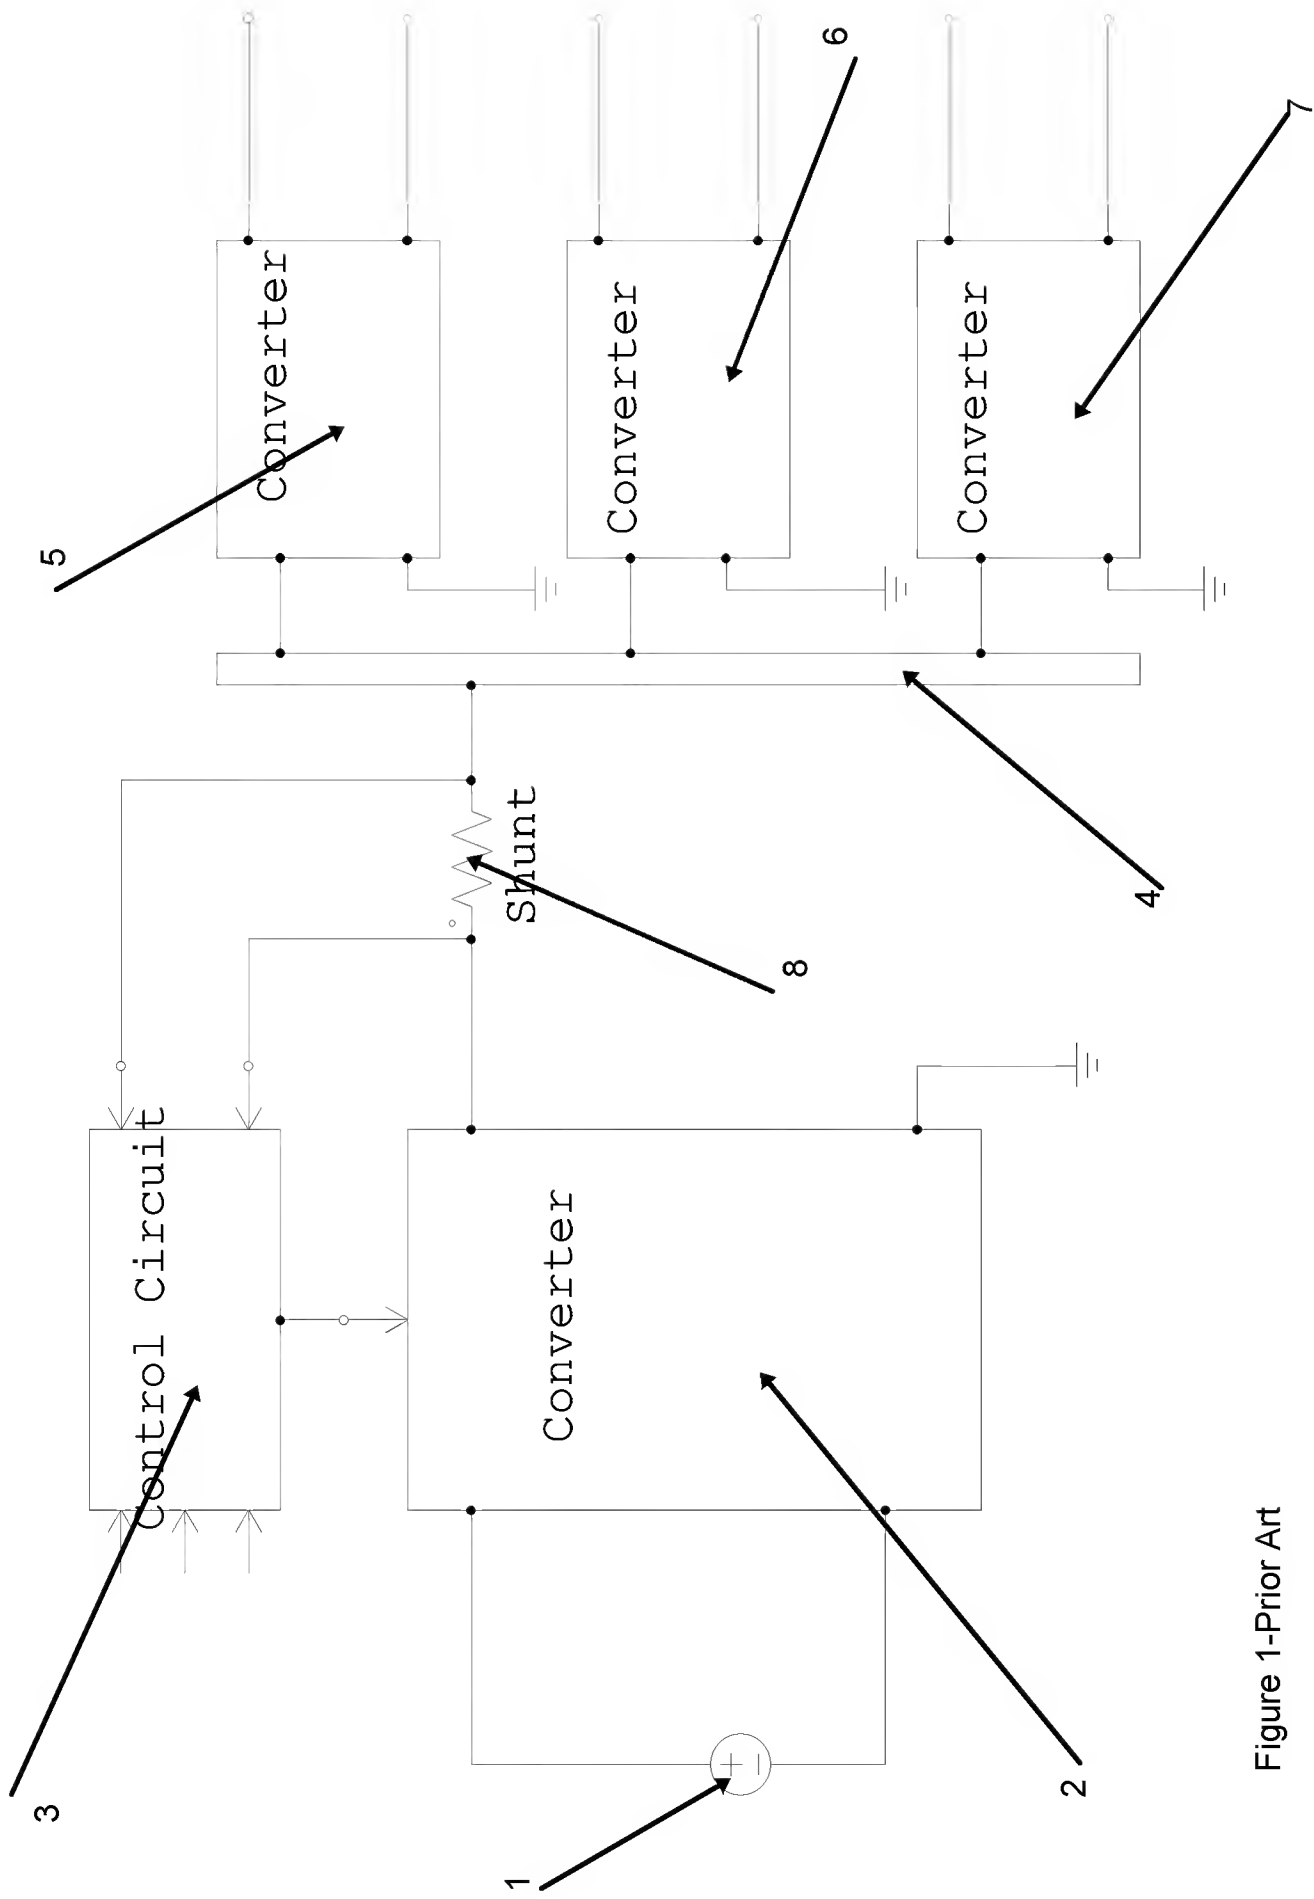 3
Control Circuit
5
Converter
1
Converter
Shunt
8
Converter
6
2
4
Converter
7
Figure 1-Prior Art